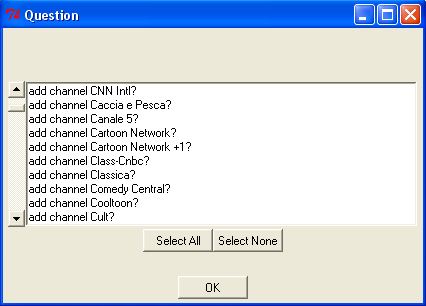 Question
add channel CNN Intl?
add channel Caccia e Pesca?
add channel Canale 5?
add channel Cartoon Network?
add channel Cartoon Network +1?
add channel Class-Cnbc?
add channel Classica?
add channel Comedy Central?
add channel Cooltoon?
add channel Cult?
Select All Select None
OK